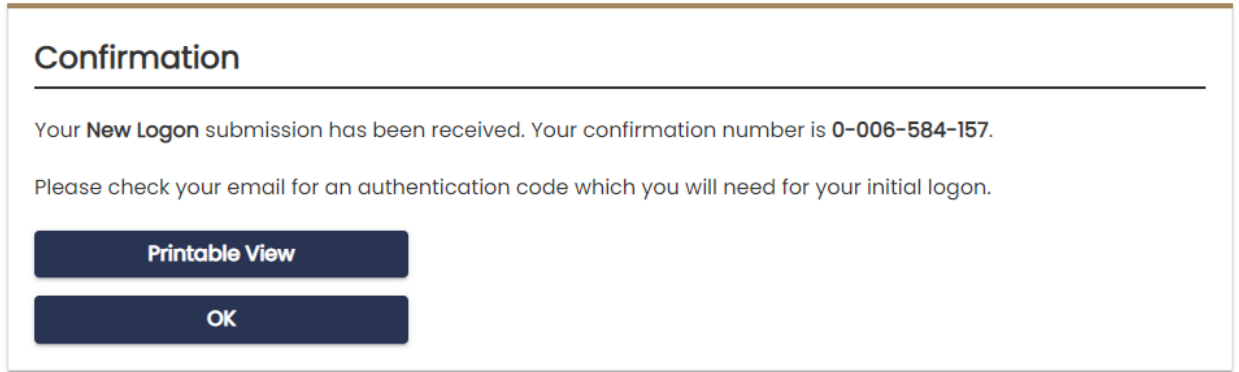 Confirmation
Your New Logon submission has been received. Your confirmation number is 0-006-584-157.
Please check your email for an authentication code which you will need for your initial logon.
Printable View
OK